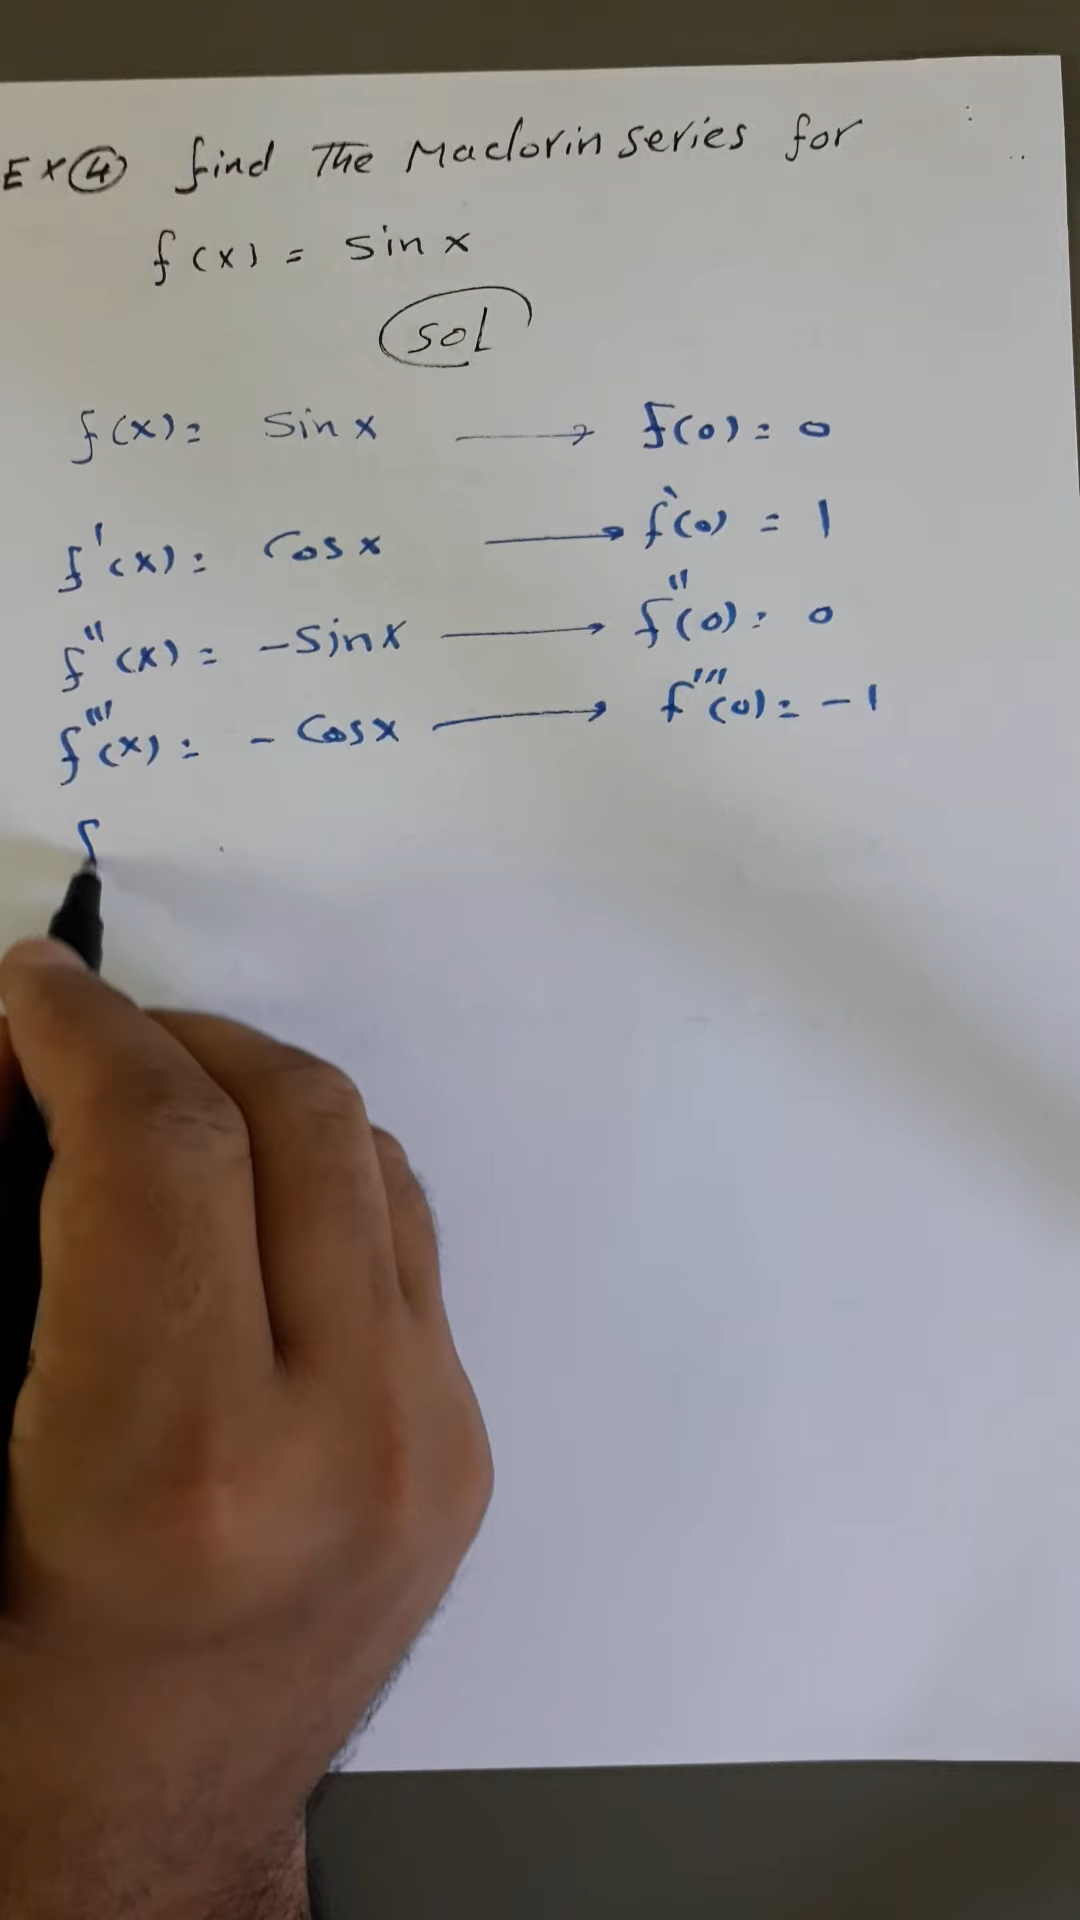 Ex④ find The Maclorin series for
f(x) = sin x
sol
f(x) = sin x → f(0) = 0
f'(x) = Cos x → f'(0) = 1
f''(x) = -sin x → f''(0) = 0
f'''(x) = - Cos x → f'''(0) = -1
f